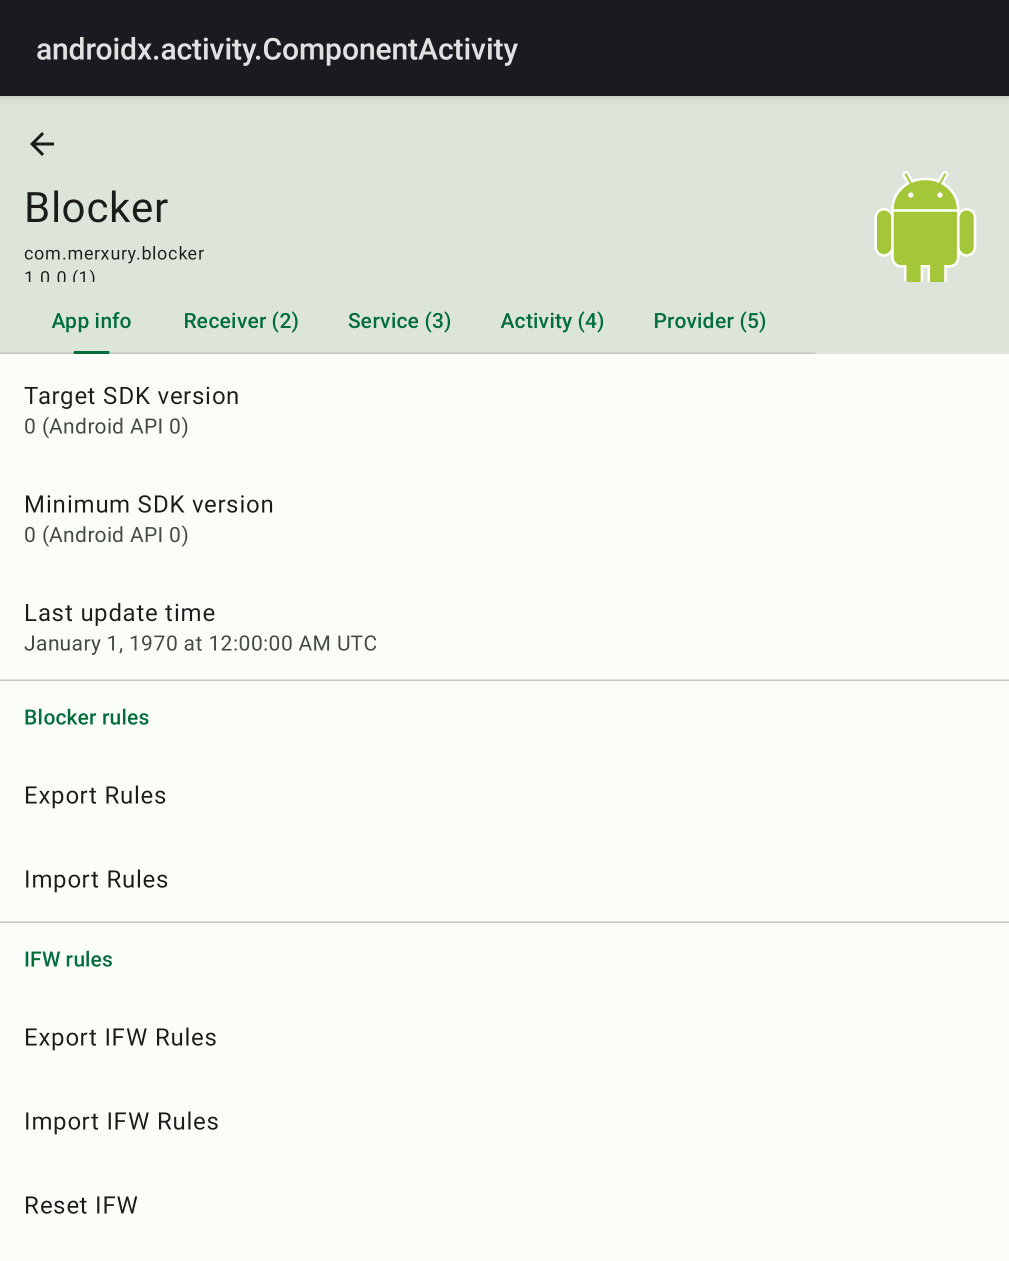 androidx.activity.ComponentActivity
Blocker
com.merxury.blocker
1.0.0 (1)
App info Receiver (2) Service (3) Activity (4) Provider (5)
Target SDK version
0 (Android API 0)
Minimum SDK version
0 (Android API 0)
Last update time
January 1, 1970 at 12:00:00 AM UTC
Blocker rules
Export Rules
Import Rules
IFW rules
Export IFW Rules
Import IFW Rules
Reset IFW